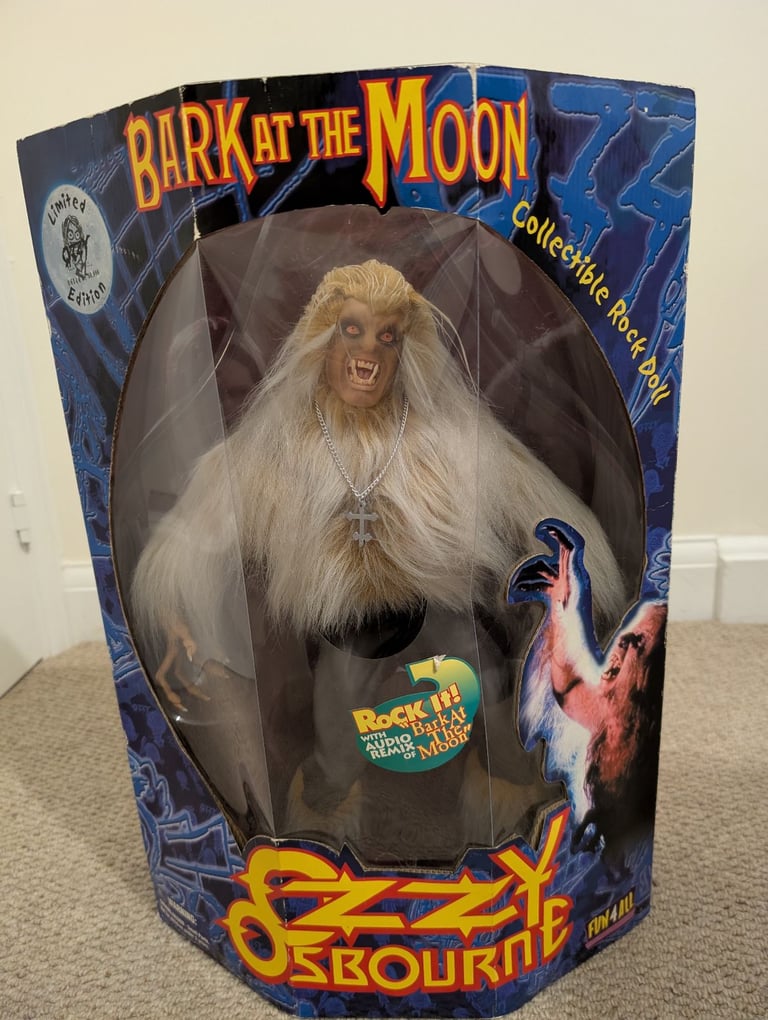 BARK AT THE MOON
Limited
Edition
Collectible Rock Doll
ROCK It!
WITH
AUDIO
REMIX
OF
"Bark At
The
Moon"
OZZY
OSBOURNE
WARNING:
FUN 4 ALL